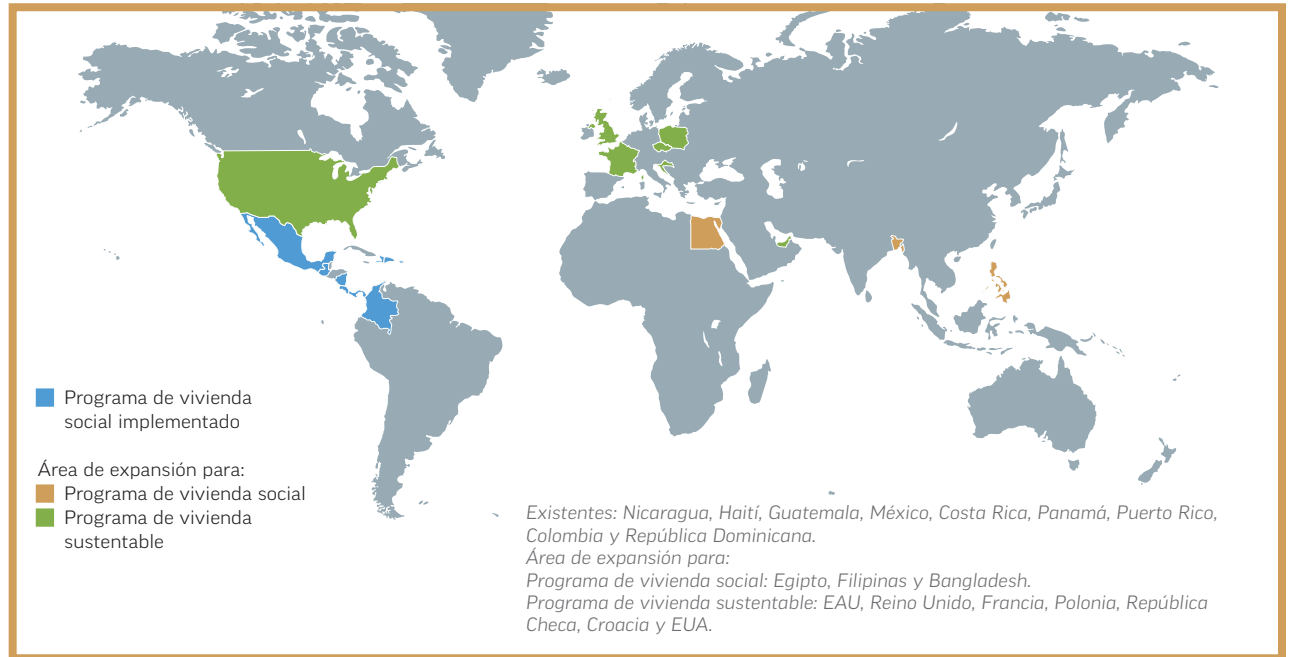 Programa de vivienda
social implementado
Área de expansión para:
Programa de vivienda social
Programa de vivienda
sustentable
Existentes: Nicaragua, Haití, Guatemala, México, Costa Rica, Panamá, Puerto Rico,
Colombia y República Dominicana.
Área de expansión para:
Programa de vivienda social: Egipto, Filipinas y Bangladesh.
Programa de vivienda sustentable: EAU, Reino Unido, Francia, Polonia, República
Checa, Croacia y EUA.